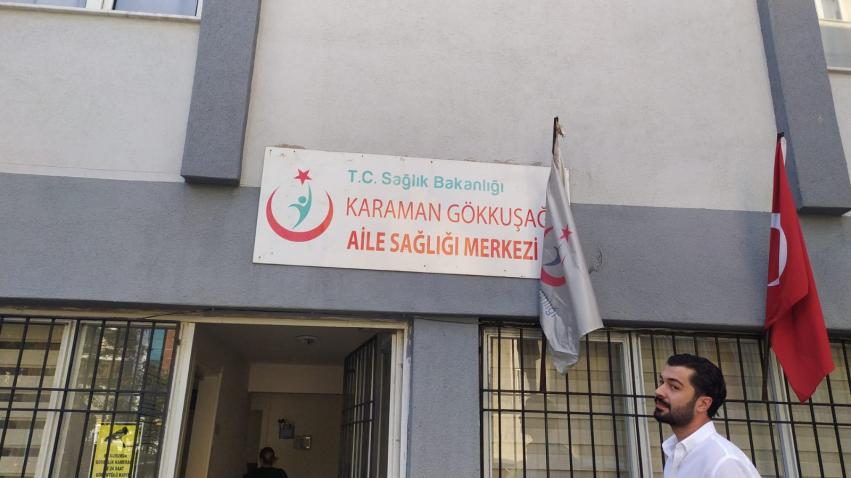 T.C. Sağlık Bakanlığı
KARAMAN GÖKKUŞAĞ
AİLE SAĞLIĞI MERKEZİ